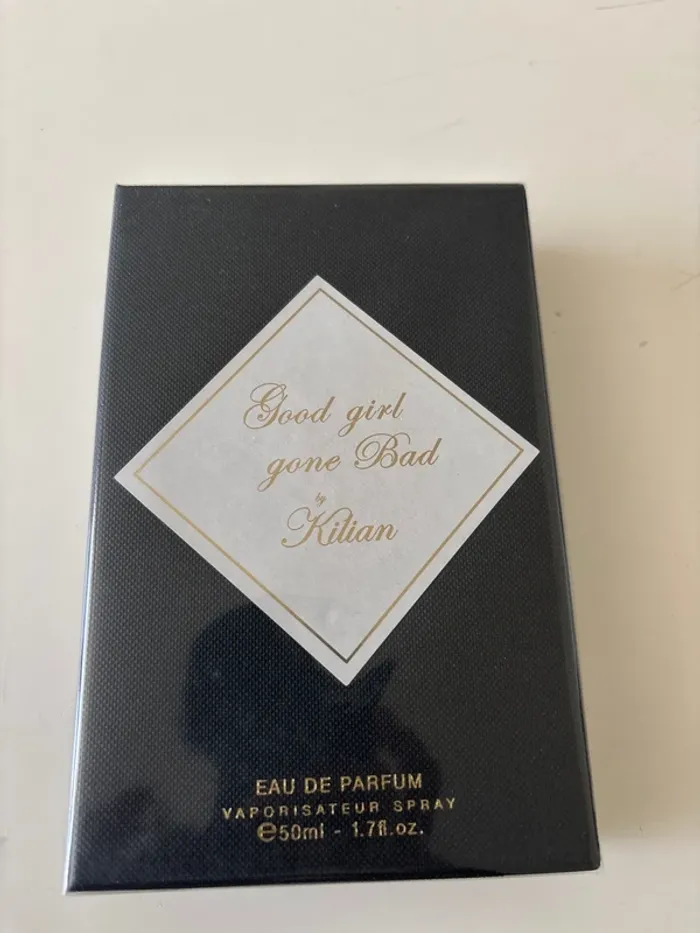 Good girl
gone Bad
by
Kilian
EAU DE PARFUM
VAPORISATEUR SPRAY
℮50ml - 1.7fl.oz.